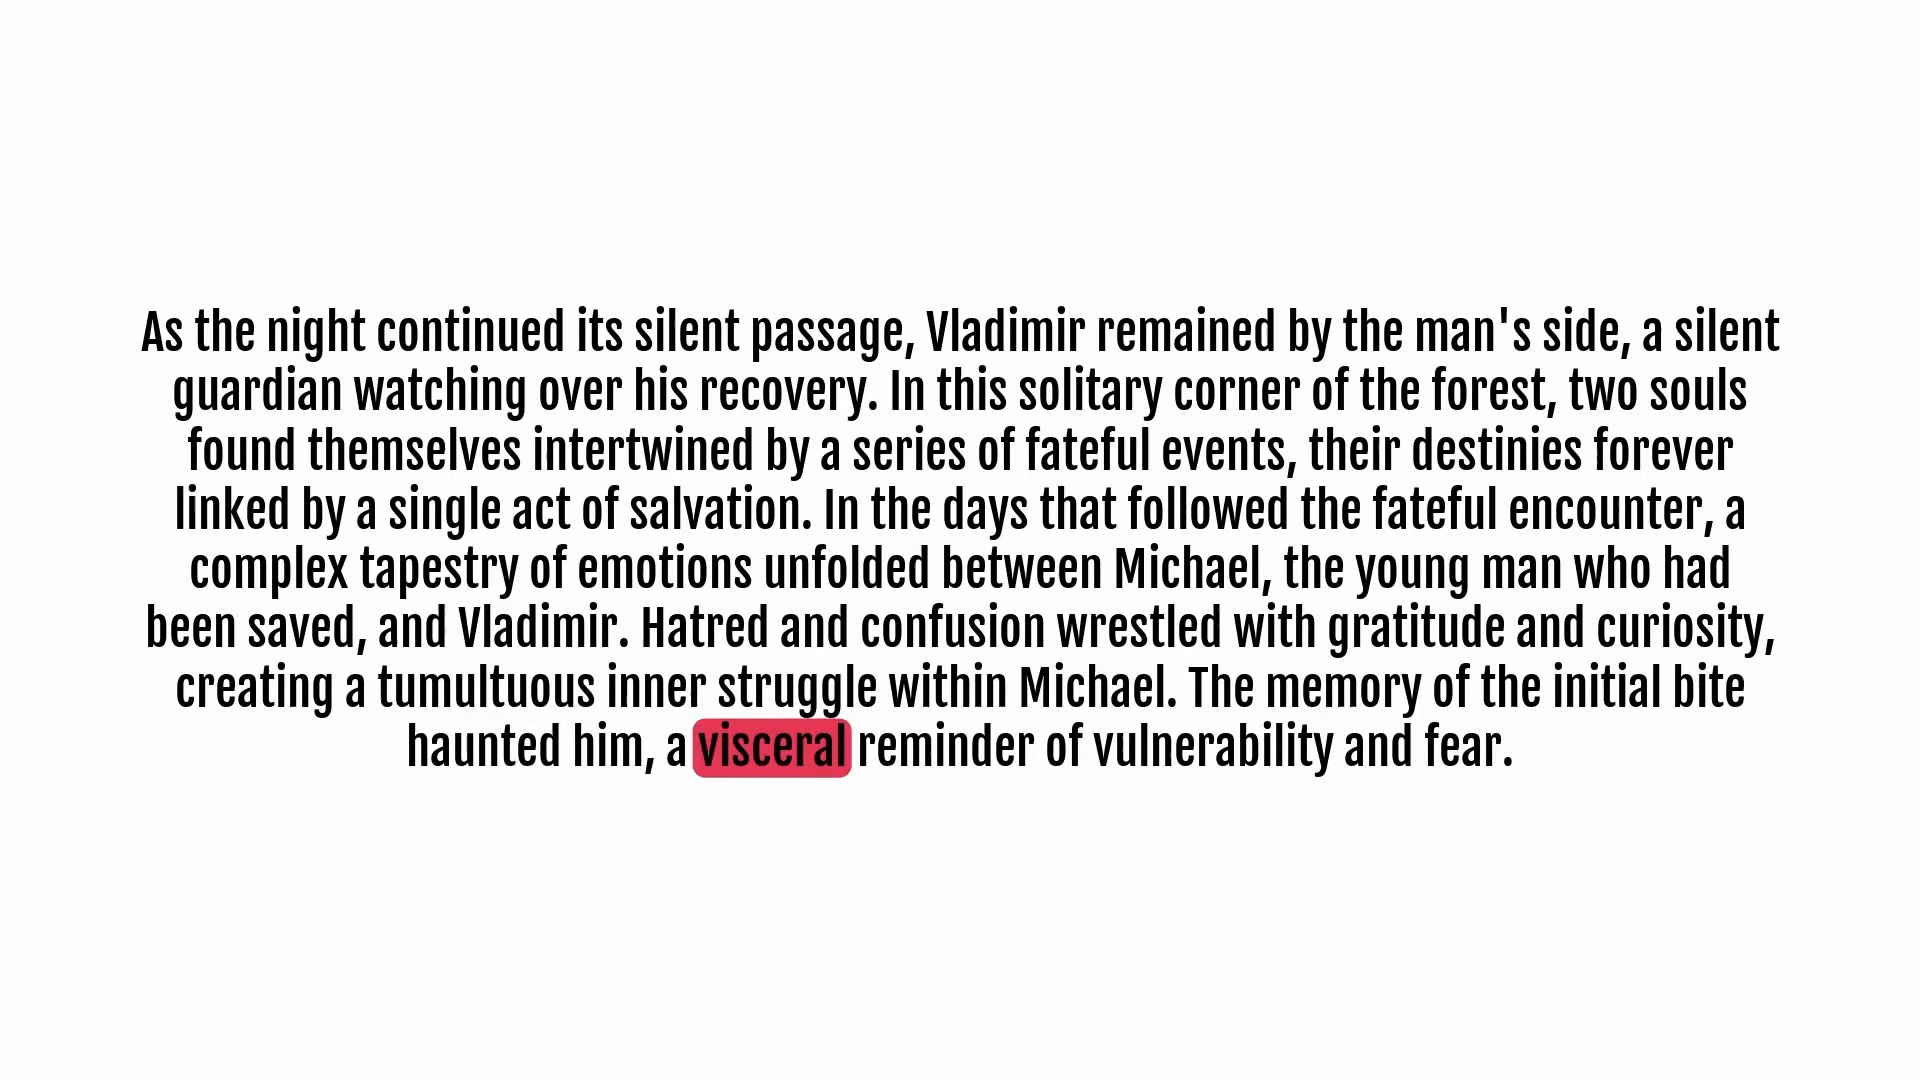 As the night continued its silent passage, Vladimir remained by the man's side, a silent
guardian watching over his recovery. In this solitary corner of the forest, two souls
found themselves intertwined by a series of fateful events, their destinies forever
linked by a single act of salvation. In the days that followed the fateful encounter, a
complex tapestry of emotions unfolded between Michael, the young man who had
been saved, and Vladimir. Hatred and confusion wrestled with gratitude and curiosity,
creating a tumultuous inner struggle within Michael. The memory of the initial bite
haunted him, a visceral reminder of vulnerability and fear.